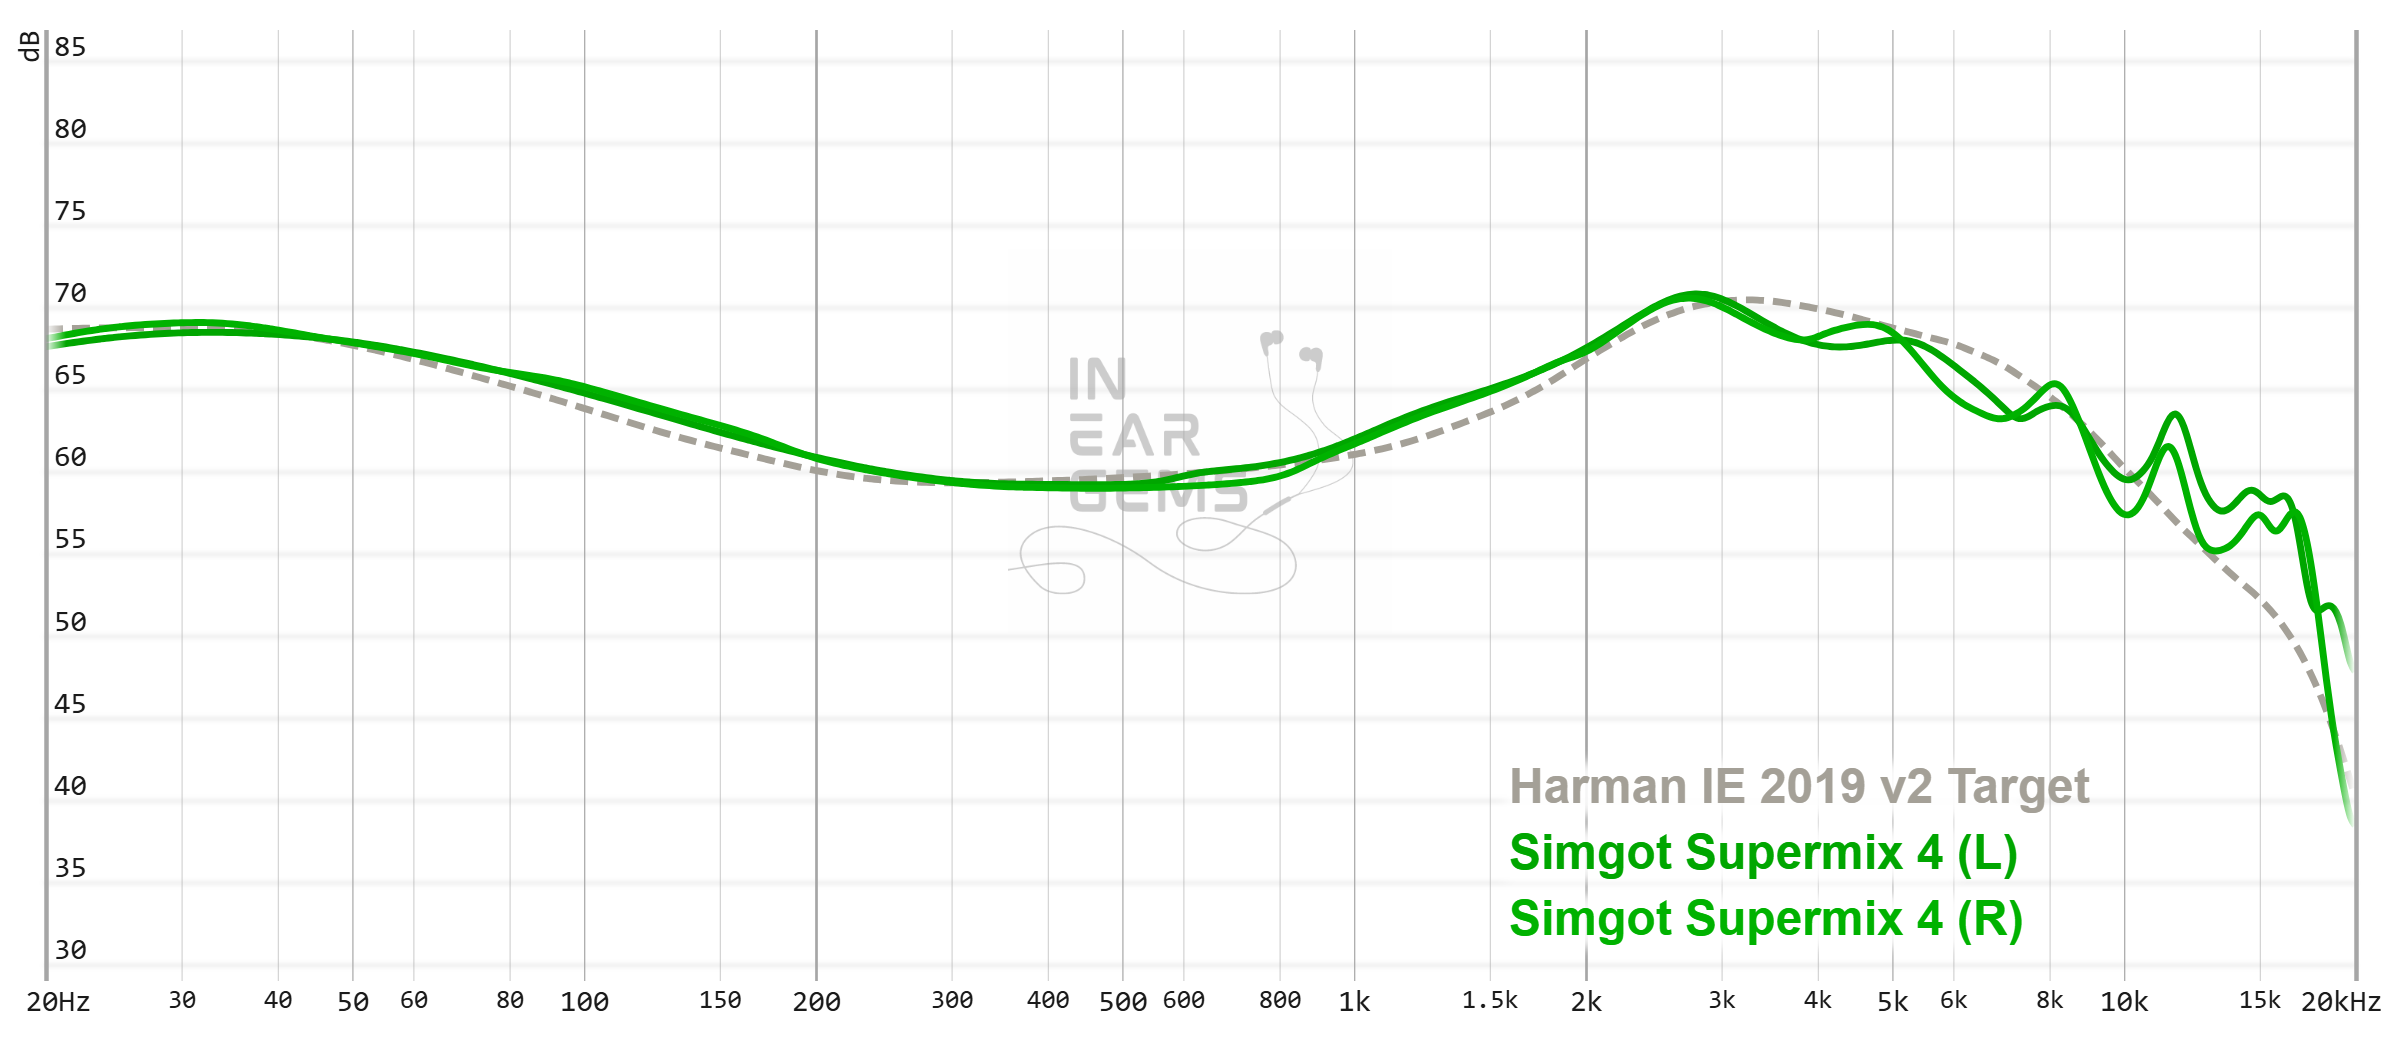 dB
85
80
75
70
65
60
55
50
45
40
35
30
IN
EAR
GEMS
Harman IE 2019 v2 Target
Simgot Supermix 4 (L)
Simgot Supermix 4 (R)
20Hz 30 40 50 60 80 100 150 200 300 400 500 600 800 1k 1.5k 2k 3k 4k 5k 6k 8k 10k 15k 20kHz